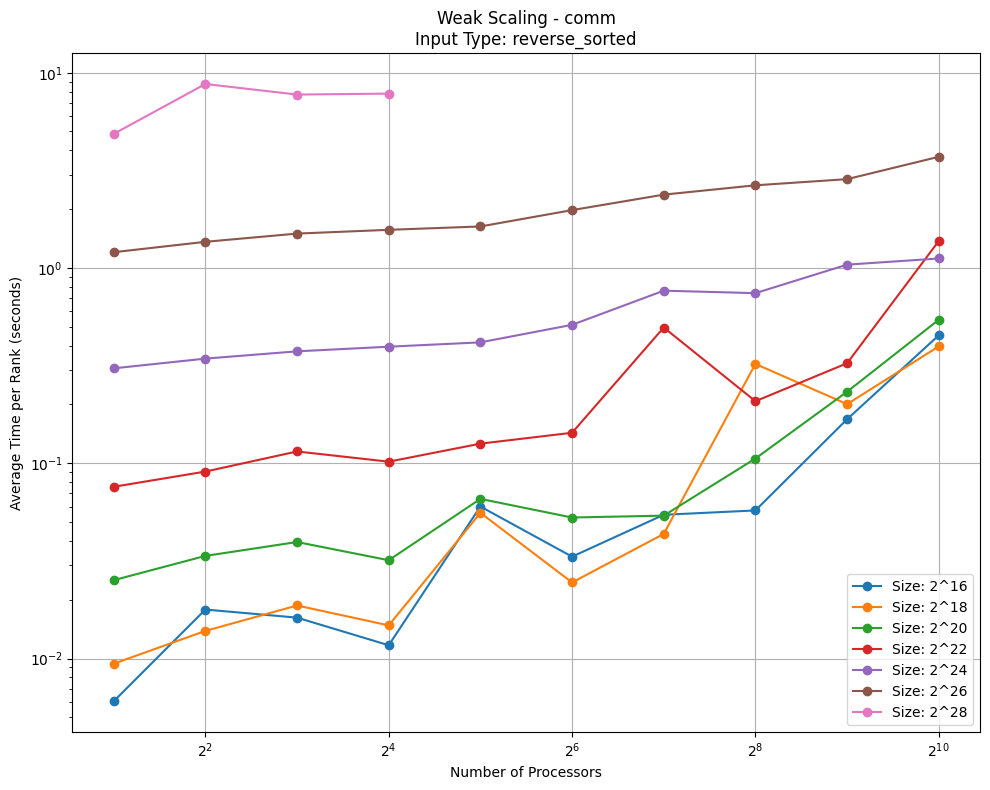 Weak Scaling - comm
Input Type: reverse_sorted
Average Time per Rank (seconds)
10^1
10^0
10^−1
10^−2
2^2
2^4
2^6
2^8
2^10
Number of Processors
Size: 2^16
Size: 2^18
Size: 2^20
Size: 2^22
Size: 2^24
Size: 2^26
Size: 2^28